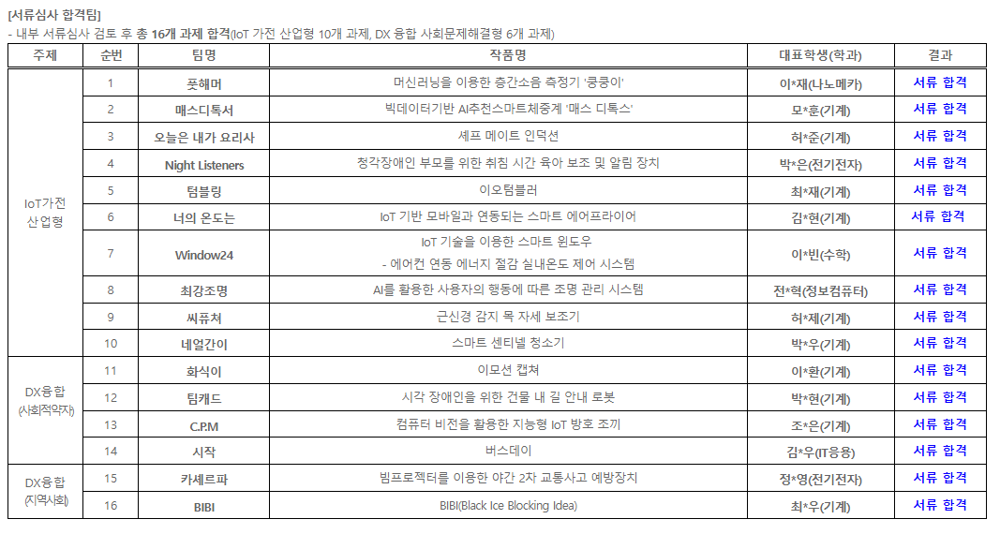 [서류심사 합격팀]
- 내부 서류심사 검토 후 총 16개 과제 합격(IoT 가전 산업형 10개 과제, DX 융합 사회문제해결형 6개 과제)
주제 순번 팀명 작품명 대표학생(학과) 결과
IoT가전
산업형
1 풋해머 머신러닝을 이용한 층간소음 측정기 '쿵쿵이' 이*재(나노메카) 서류 합격
2 매스디톡서 빅데이터기반 AI추천스마트체중계 '매스 디톡스' 모*훈(기계) 서류 합격
3 오늘은 내가 요리사 셰프 메이트 인덕션 허*준(기계) 서류 합격
4 Night Listeners 청각장애인 부모를 위한 취침 시간 육아 보조 및 알림 장치 박*은(전기전자) 서류 합격
5 텀블링 이오텀블러 최*재(기계) 서류 합격
6 너의 온도는 IoT 기반 모바일과 연동되는 스마트 에어프라이어 김*현(기계) 서류 합격
7 Window24 IoT 기술을 이용한 스마트 윈도우
- 에어컨 연동 에너지 절감 실내온도 제어 시스템 이*빈(수학) 서류 합격
8 최강조명 AI를 활용한 사용자의 행동에 따른 조명 관리 시스템 전*혁(정보컴퓨터) 서류 합격
9 씨퓨쳐 근신경 감지 목 자세 보조기 허*제(기계) 서류 합격
10 네얼간이 스마트 센티넬 청소기 박*우(기계) 서류 합격
DX융합
(사회적약자)
11 화식이 이모션 캡쳐 이*환(기계) 서류 합격
12 팀캐드 시각 장애인을 위한 건물 내 길 안내 로봇 박*현(기계) 서류 합격
13 C.P.M 컴퓨터 비전을 활용한 지능형 IoT 방호 조끼 조*은(기계) 서류 합격
14 시작 버스데이 김*우(IT응용) 서류 합격
DX융합
(지역사회)
15 카세르파 빔프로젝터를 이용한 야간 2차 교통사고 예방장치 정*영(전기전자) 서류 합격
16 BIBI BIBI(Black Ice Blocking Idea) 최*우(기계) 서류 합격